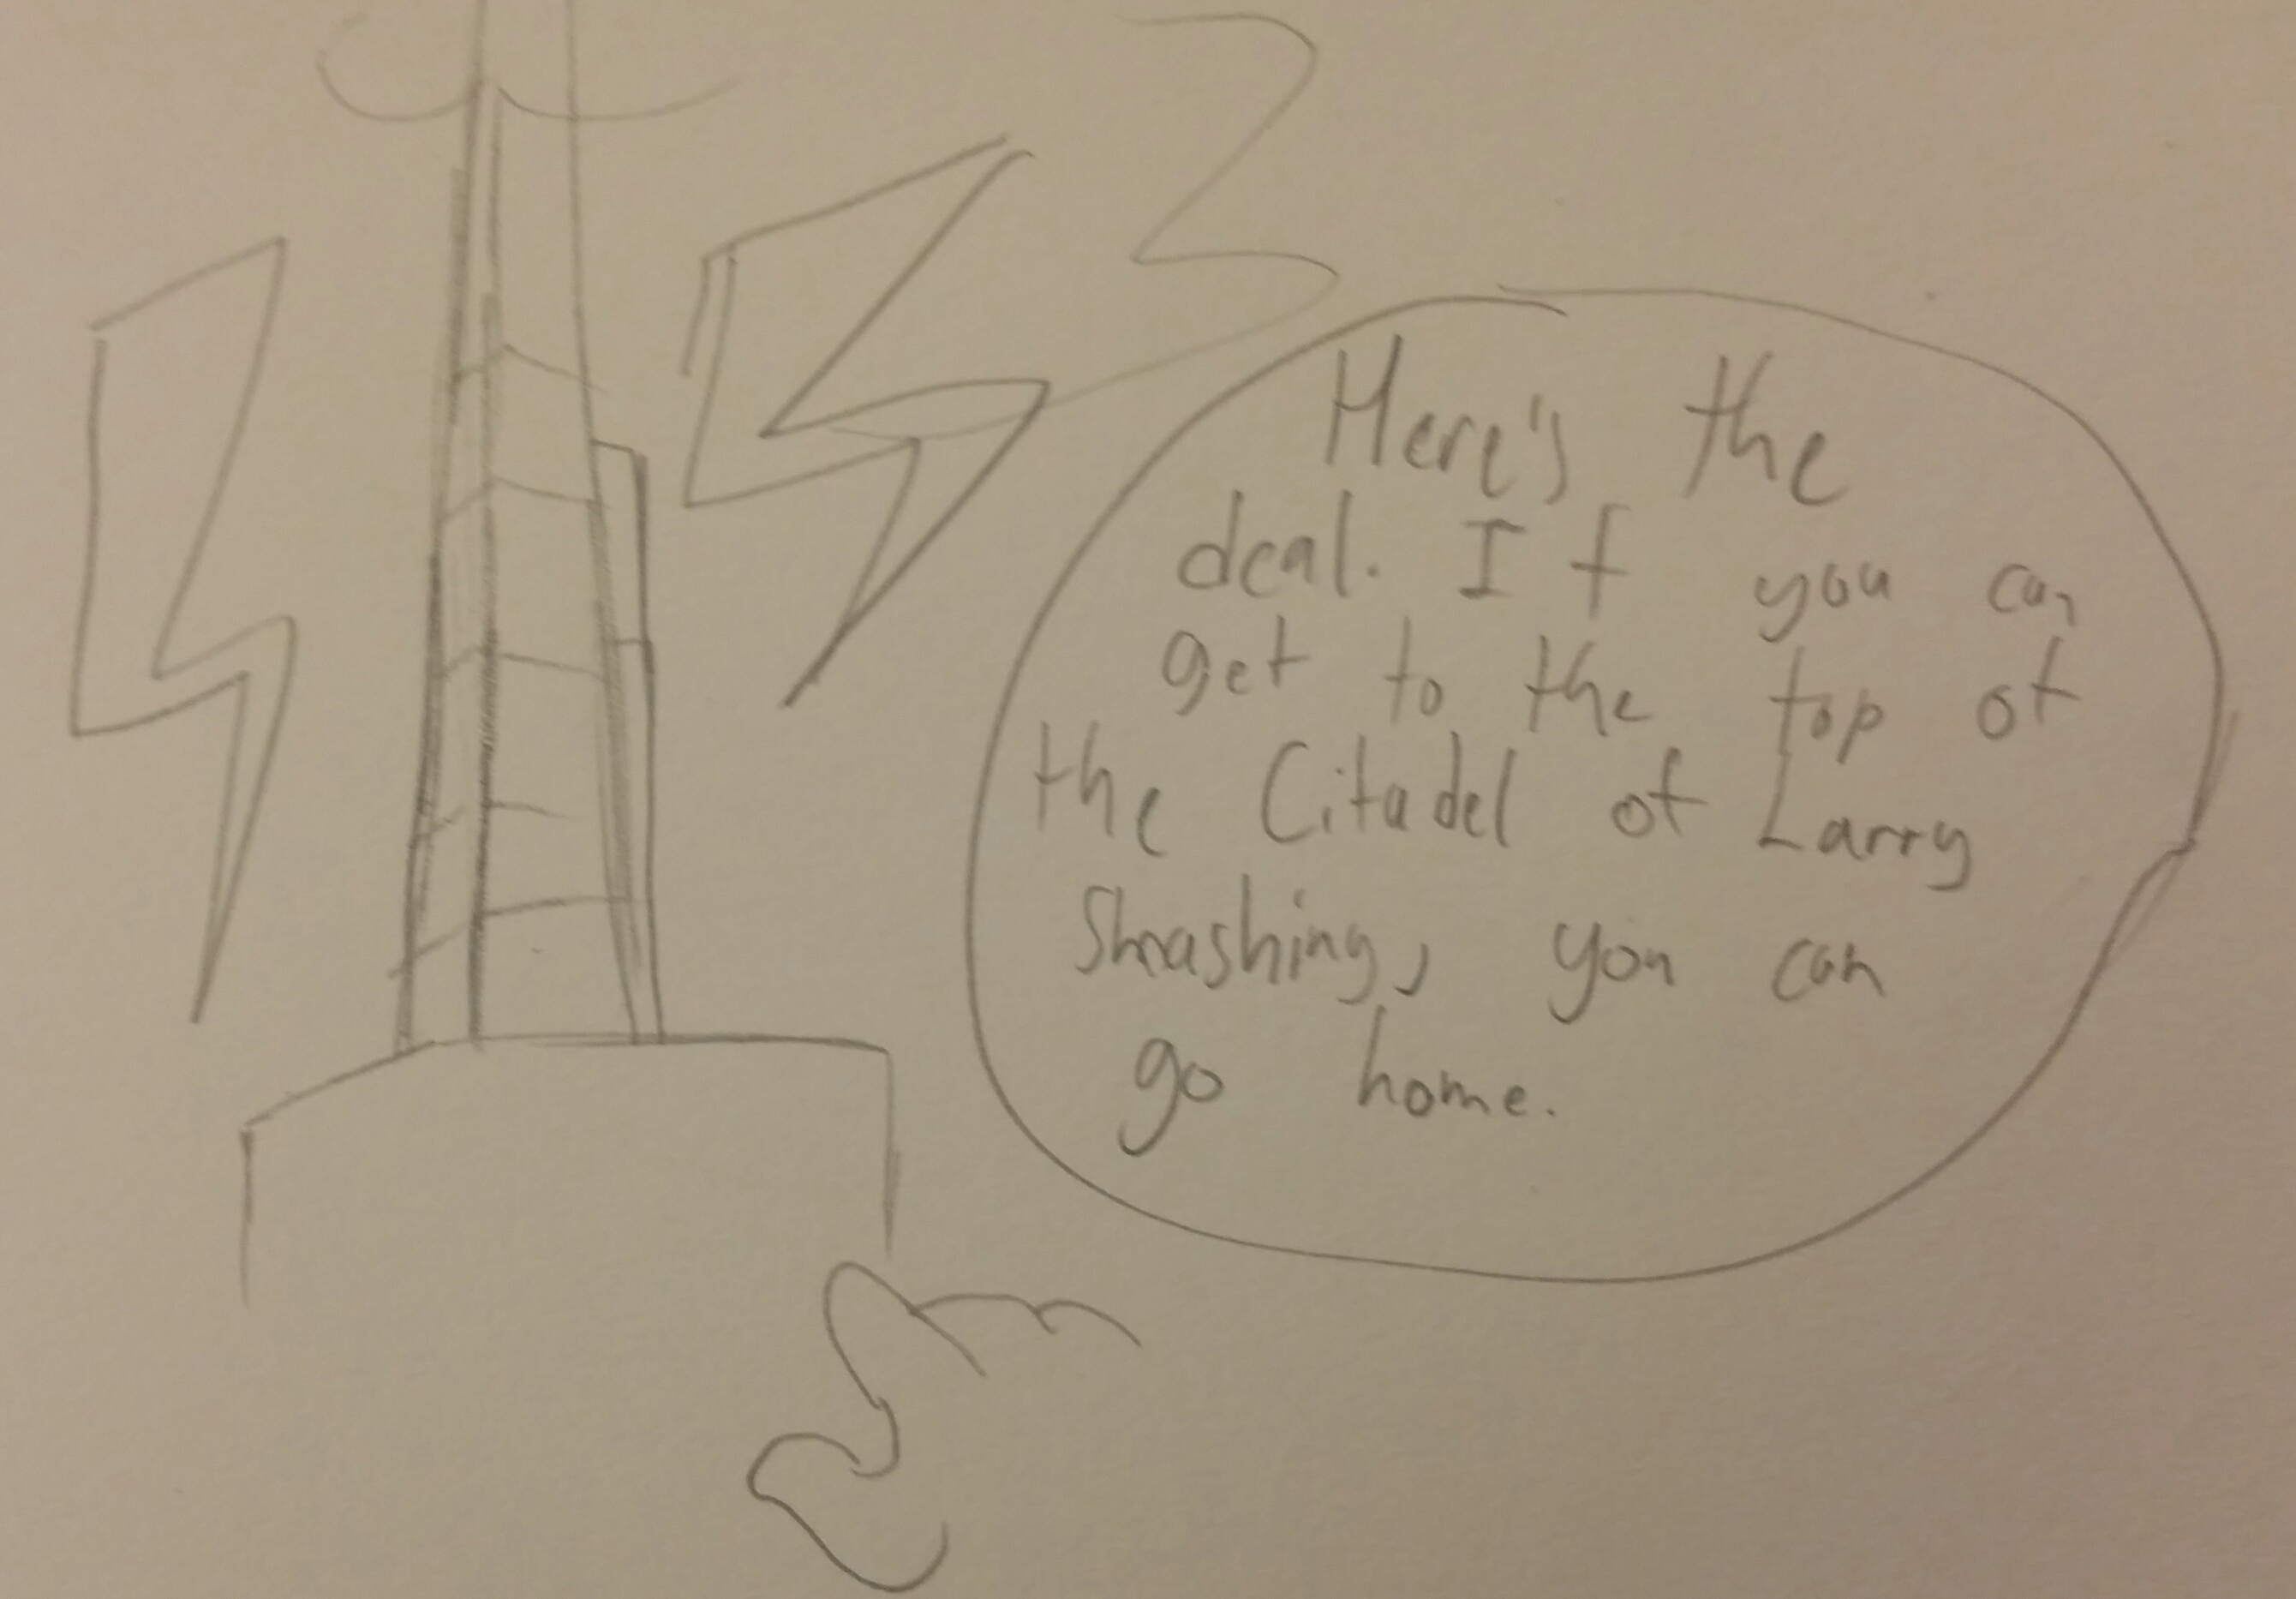 Here's the
deal. If you can
get to the top of
the Citadel of Larry
Smashing, you can
go home.